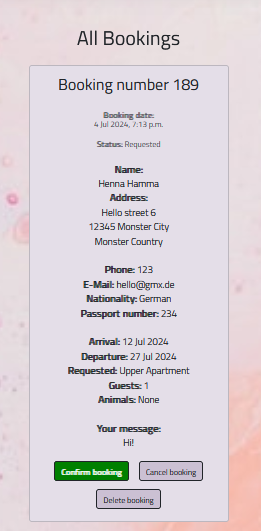 All Bookings
Booking number 189
Booking date:
4 Jul 2024, 7:13 p.m.
Status: Requested
Name:
Henna Hamma
Address:
Hello street 6
12345 Monster City
Monster Country
Phone: 123
E-Mail: hello@gmx.de
Nationality: German
Passport number: 234
Arrival: 12 Jul 2024
Departure: 27 Jul 2024
Requested: Upper Apartment
Guests: 1
Animals: None
Your message:
Hi!
Confirm booking
Cancel booking
Delete booking